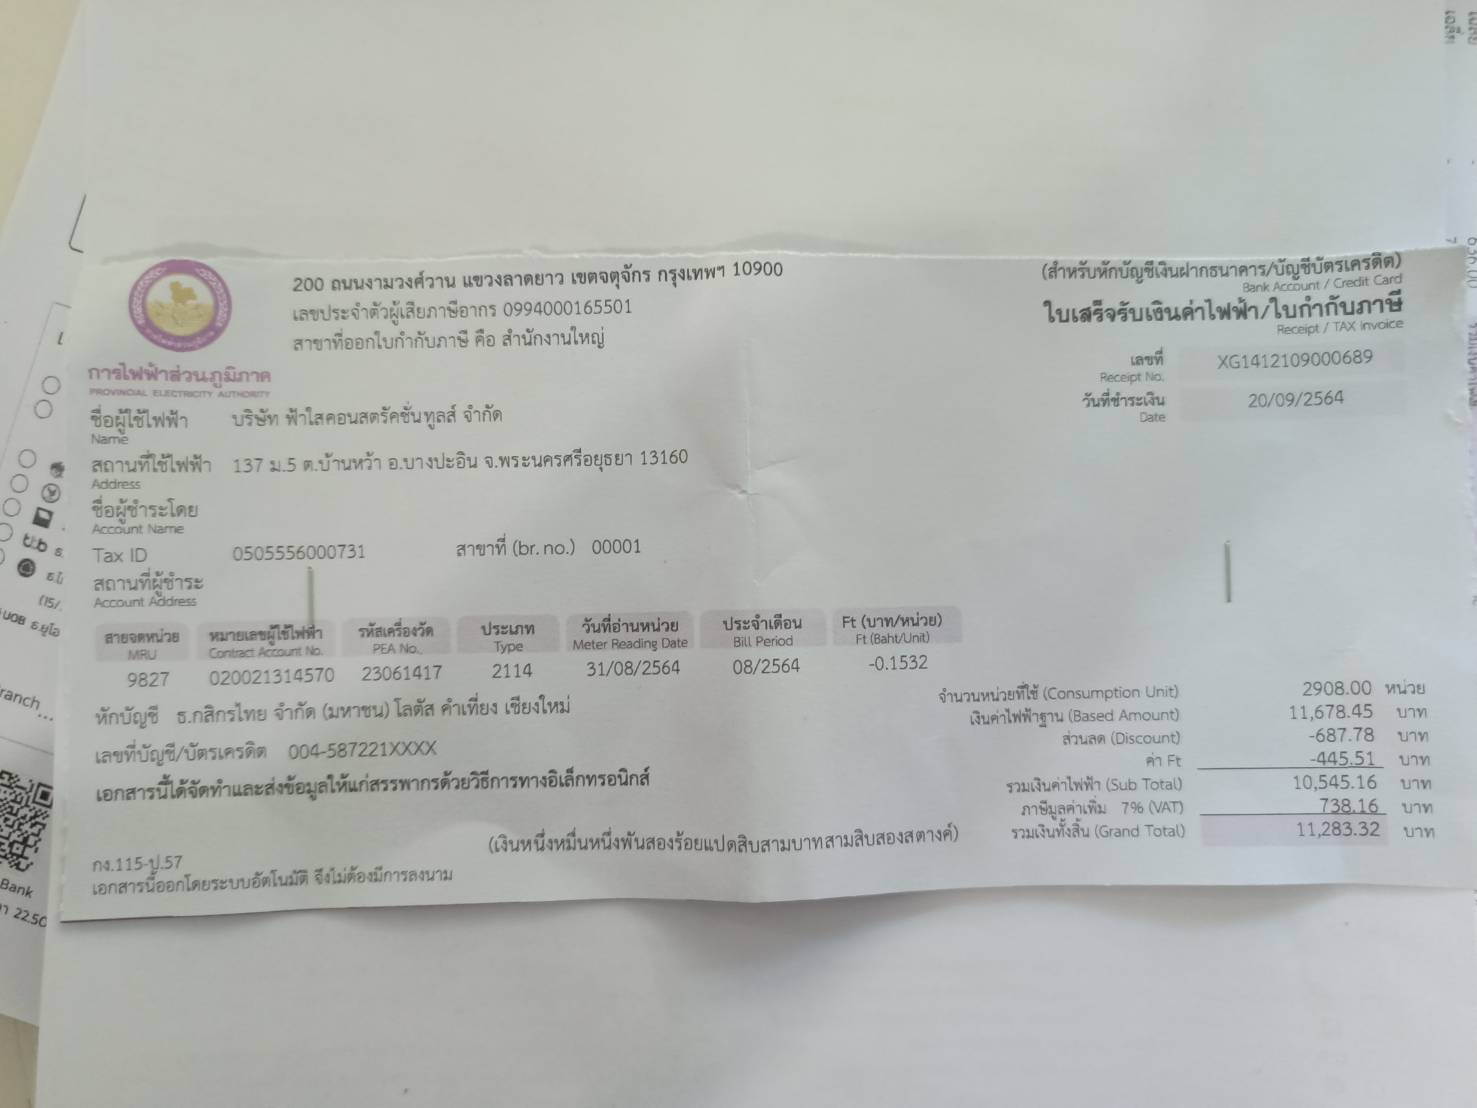 200 ถนนงามวงศ์วาน แขวงลาดยาว เขตจตุจักร กรุงเทพฯ 10900
เลขประจำตัวผู้เสียภาษีอากร 0994000165501
สาขาที่ออกใบกำกับภาษี คือ สำนักงานใหญ่
(สำหรับหักบัญชีเงินฝากธนาคาร/บัญชีบัตรเครดิต)
Bank Account / Credit Card
ใบเสร็จรับเงินค่าไฟฟ้า/ใบกำกับภาษี
Receipt / TAX Invoice
เลขที่ XG1412109000689
Receipt No.
วันที่ชำระเงิน 20/09/2564
Date
การไฟฟ้าส่วนภูมิภาค
PROVINCIAL ELECTRICITY AUTHORITY
ชื่อผู้ใช้ไฟฟ้า บริษัท ฟ้าใสคอนสตรัคชั่นทูลส์ จำกัด
Name
สถานที่ใช้ไฟฟ้า 137 ม.5 ต.บ้านหว้า อ.บางปะอิน จ.พระนครศรีอยุธยา 13160
Address
ชื่อผู้ชำระโดย
Account Name
Tax ID 0505556000731 สาขาที่ (br. no.) 00001
สถานที่ผู้ชำระ
Account Address
สายจดหน่วย หมายเลขผู้ใช้ไฟฟ้า รหัสเครื่องวัด ประเภท วันที่อ่านหน่วย ประจำเดือน Ft (บาท/หน่วย)
MRU Contract Account No. PEA No. Type Meter Reading Date Bill Period Ft (Baht/Unit)
9827 020021314570 23061417 2114 31/08/2564 08/2564 -0.1532
หักบัญชี ธ.กสิกรไทย จำกัด (มหาชน) โลตัส คำเที่ยง เชียงใหม่
เลขที่บัญชี/บัตรเครดิต 004-587221XXXX
เอกสารนี้ได้จัดทำและส่งข้อมูลให้แก่สรรพากรด้วยวิธีการทางอิเล็กทรอนิกส์
จำนวนหน่วยที่ใช้ (Consumption Unit) 2908.00 หน่วย
เงินค่าไฟฟ้าฐาน (Based Amount) 11,678.45 บาท
ส่วนลด (Discount) -687.78 บาท
ค่า Ft -445.51 บาท
รวมเงินค่าไฟฟ้า (Sub Total) 10,545.16 บาท
ภาษีมูลค่าเพิ่ม 7% (VAT) 738.16 บาท
รวมเงินทั้งสิ้น (Grand Total) 11,283.32 บาท
(เงินหนึ่งหมื่นหนึ่งพันสองร้อยแปดสิบสามบาทสามสิบสองสตางค์)
กง.115-ป.57
เอกสารนี้ออกโดยระบบอัตโนมัติ จึงไม่ต้องมีการลงนาม
ranch
Bank
22.50